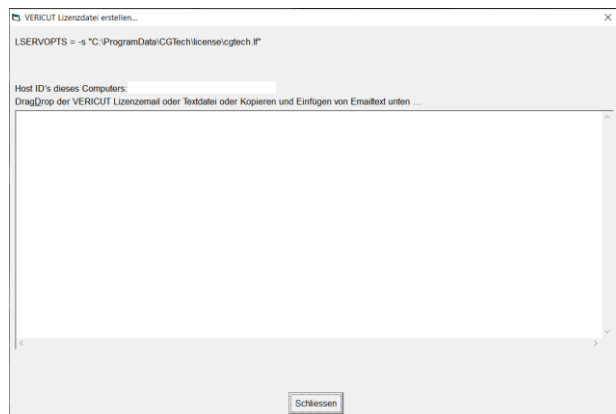 VERICUT Lizenzdatei erstellen...
LSERVOPTS = -s "C:\ProgramData\CGTech\license\cgtech.lf"
Host ID's dieses Computers:
DragDrop der VERICUT Lizenzemail oder Textdatei oder Kopieren und Einfügen von Emailtext unten ...
Schliessen